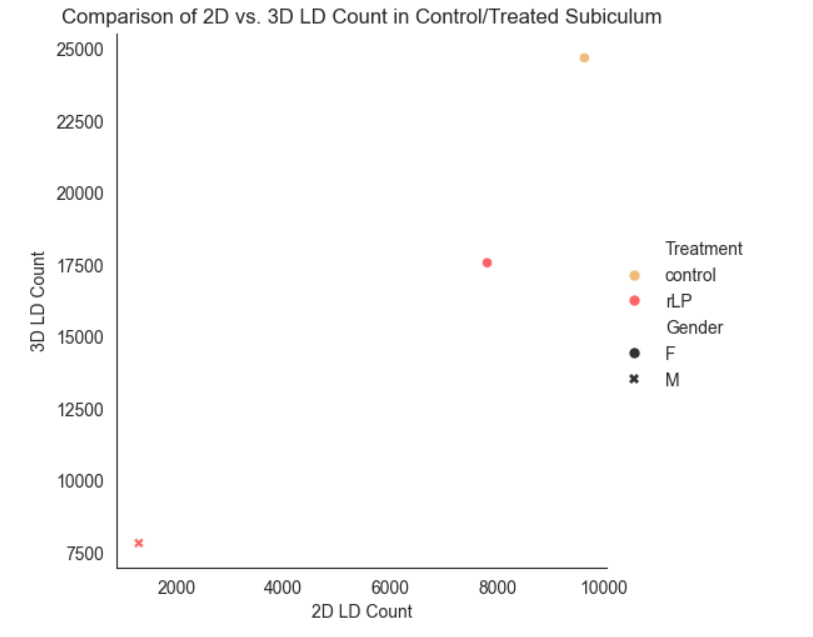 Comparison of 2D vs. 3D LD Count in Control/Treated Subiculum
25000
22500
20000
17500
15000
12500
10000
7500
3D LD Count
2000 4000 6000 8000 10000
2D LD Count
Treatment
control
rLP
Gender
F
M